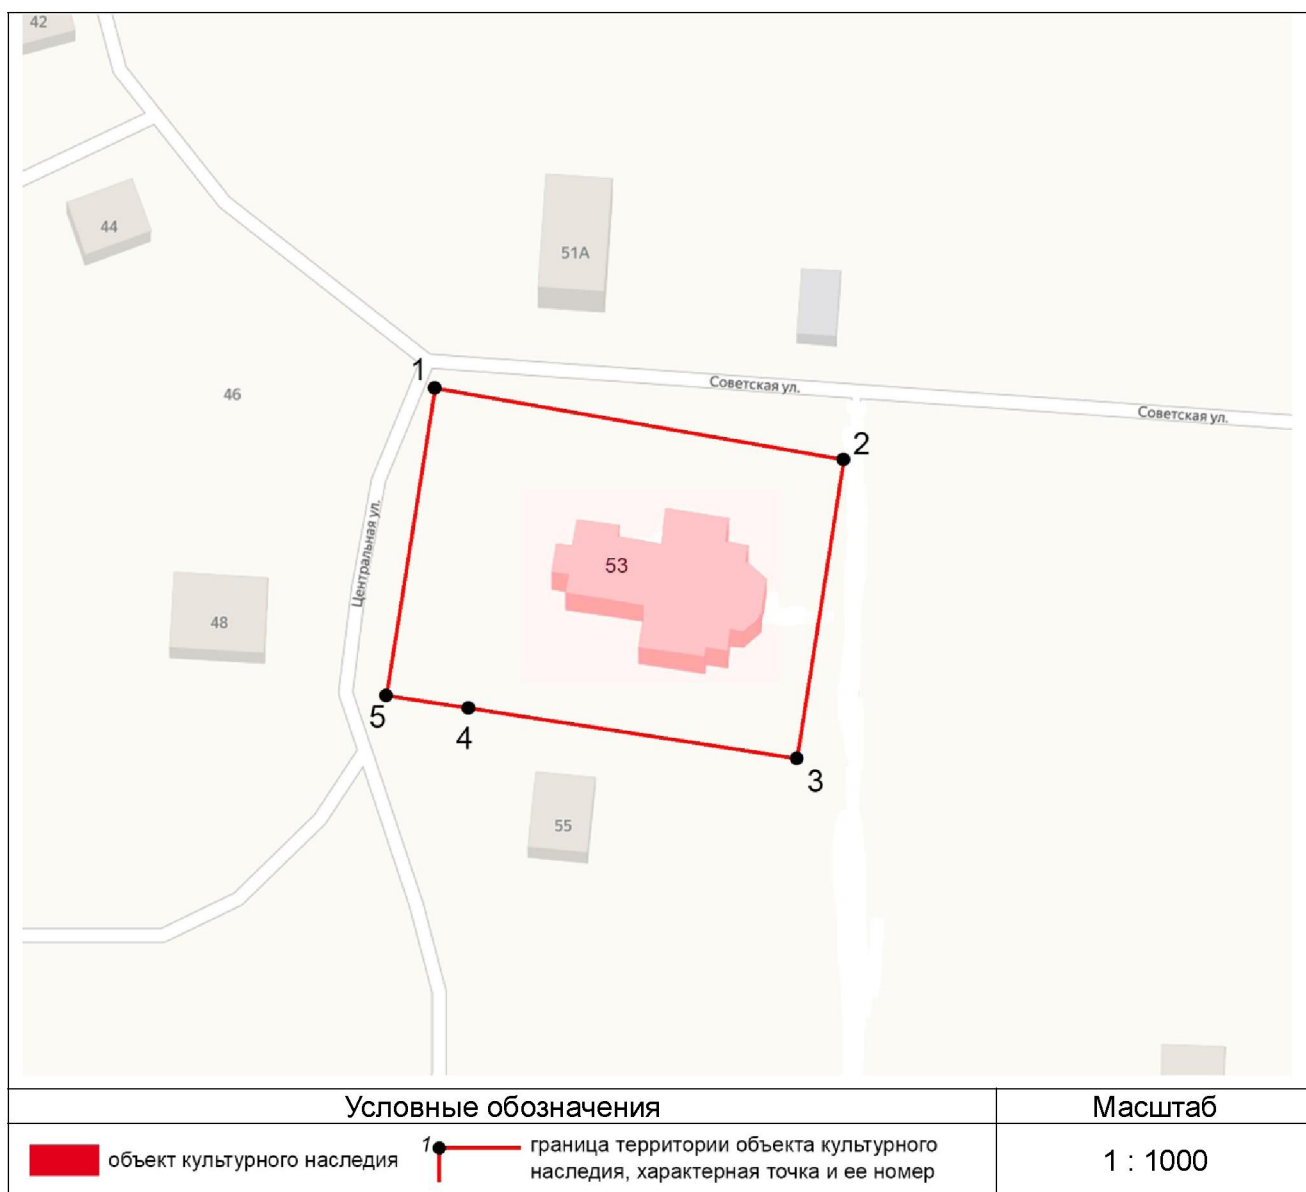 42
44
51А
46
1
Советская ул.
Советская ул.
2
Центральная ул.
53
48
5
4
3
55
Условные обозначения
Масштаб
объект культурного наследия
1
граница территории объекта культурного
наследия, характерная точка и ее номер
1 : 1000